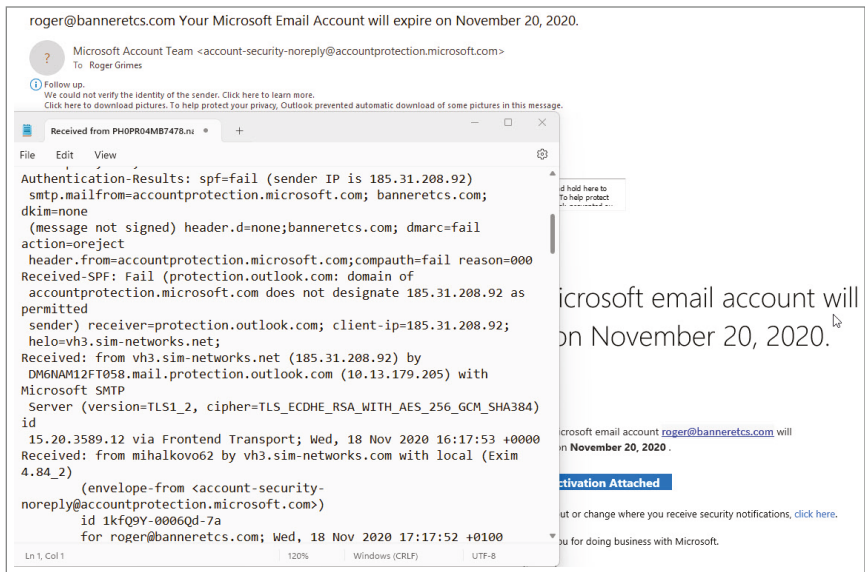 roger@banneretcs.com Your Microsoft Email Account will expire on November 20, 2020.
?
Microsoft Account Team <account-security-noreply@accountprotection.microsoft.com>
To Roger Grimes
Follow up.
We could not verify the identity of the sender. Click here to learn more.
Click here to download pictures. To help protect your privacy, Outlook prevented automatic download of some pictures in this message.
Received from PH0PR04MB7478.na
File Edit View
Authentication-Results: spf=fail (sender IP is 185.31.208.92)
smtp.mailfrom=accountprotection.microsoft.com; banneretcs.com;
dkim=none
(message not signed) header.d=none;banneretcs.com; dmarc=fail
action=oreject
header.from=accountprotection.microsoft.com;compauth=fail reason=000
Received-SPF: Fail (protection.outlook.com: domain of
accountprotection.microsoft.com does not designate 185.31.208.92 as
permitted
sender) receiver=protection.outlook.com; client-ip=185.31.208.92;
helo=vh3.sim-networks.net;
Received: from vh3.sim-networks.net (185.31.208.92) by
DM6NAM12FT058.mail.protection.outlook.com (10.13.179.205) with
Microsoft SMTP
Server (version=TLS1_2, cipher=TLS_ECDHE_RSA_WITH_AES_256_GCM_SHA384)
id
15.20.3589.12 via Frontend Transport; Wed, 18 Nov 2020 16:17:53 +0000
Received: from mihalkovo62 by vh3.sim-networks.com with local (Exim
4.84_2)
(envelope-from <account-security-
noreply@accountprotection.microsoft.com>)
id 1kfQ9Y-0006Qd-7a
for roger@banneretcs.com; Wed, 18 Nov 2020 17:17:52 +0100
Ln 1, Col 1 120% Windows (CRLF) UTF-8
d hold here to
To help protect
icrosoft email account will
on November 20, 2020.
icrosoft email account roger@banneretcs.com will
on November 20, 2020 .
ctivation Attached
ut or change where you receive security notifications, click here.
ou for doing business with Microsoft.